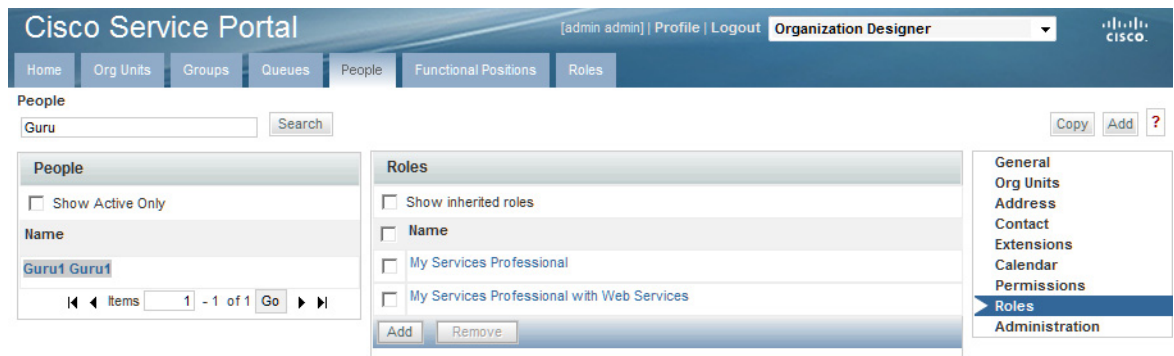 Cisco Service Portal
[admin admin] | Profile | Logout
Organization Designer
CISCO.
Home
Org Units
Groups
Queues
People
Functional Positions
Roles
People
Guru
Search
Copy
Add
?
People
Show Active Only
Name
Guru1 Guru1
Items 1 - 1 of 1 Go
Roles
Show inherited roles
Name
My Services Professional
My Services Professional with Web Services
Add
Remove
General
Org Units
Address
Contact
Extensions
Calendar
Permissions
Roles
Administration